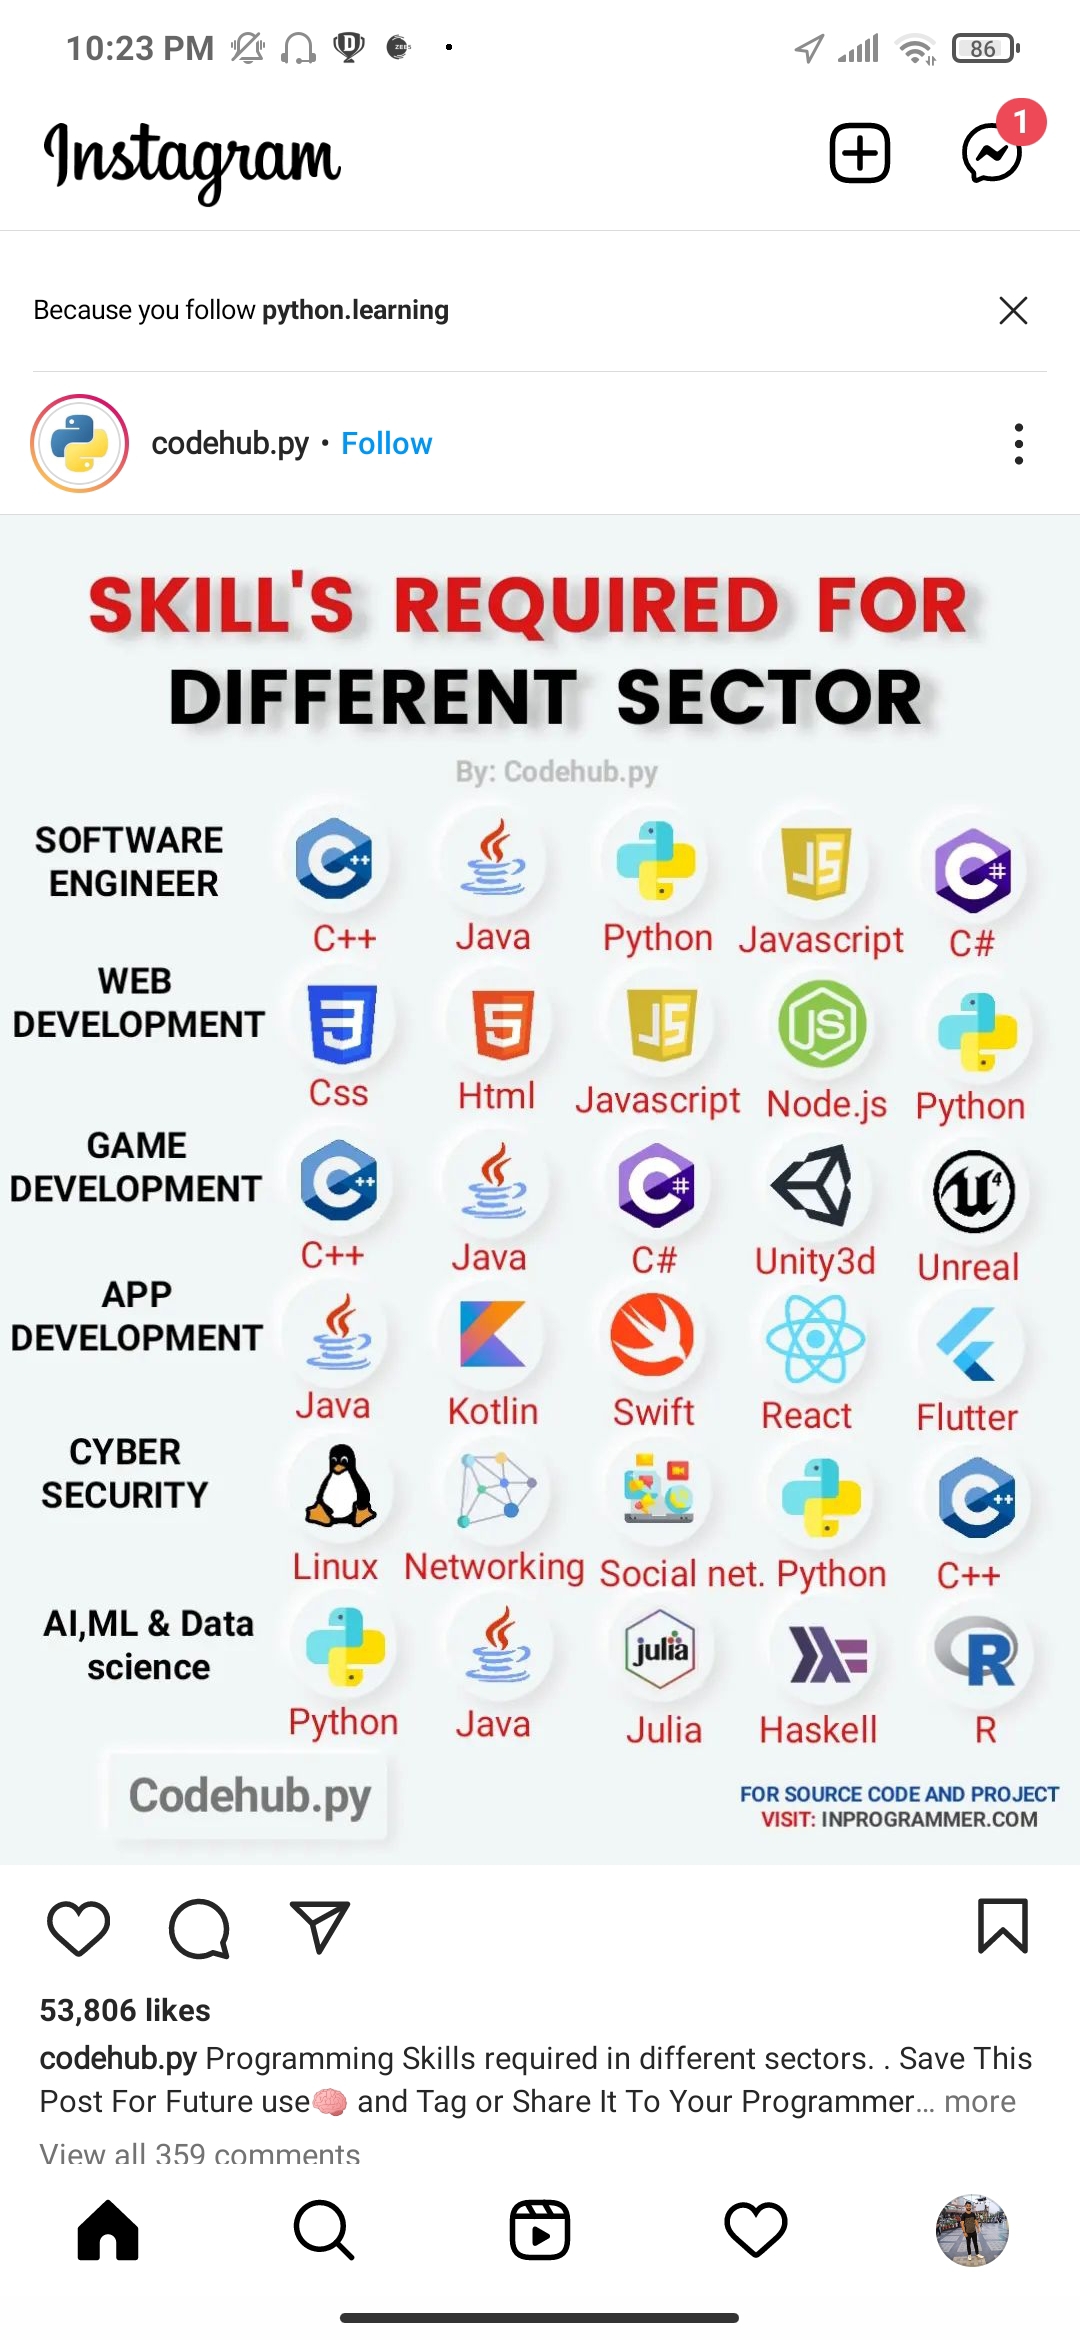 10:23 PM
86
Instagram
1
Because you follow python.learning
codehub.py • Follow
SKILL'S REQUIRED FOR
DIFFERENT SECTOR
By: Codehub.py
SOFTWARE
ENGINEER
C++ Java Python Javascript C#
WEB
DEVELOPMENT
Css Html Javascript Node.js Python
GAME
DEVELOPMENT
C++ Java C# Unity3d Unreal
APP
DEVELOPMENT
Java Kotlin Swift React Flutter
CYBER
SECURITY
Linux Networking Social net. Python C++
AI,ML & Data
science
julia
Python Java Julia Haskell R
Codehub.py
FOR SOURCE CODE AND PROJECT
VISIT: INPROGRAMMER.COM
53,806 likes
codehub.py Programming Skills required in different sectors. . Save This
Post For Future use🧠 and Tag or Share It To Your Programmer... more
View all 359 comments